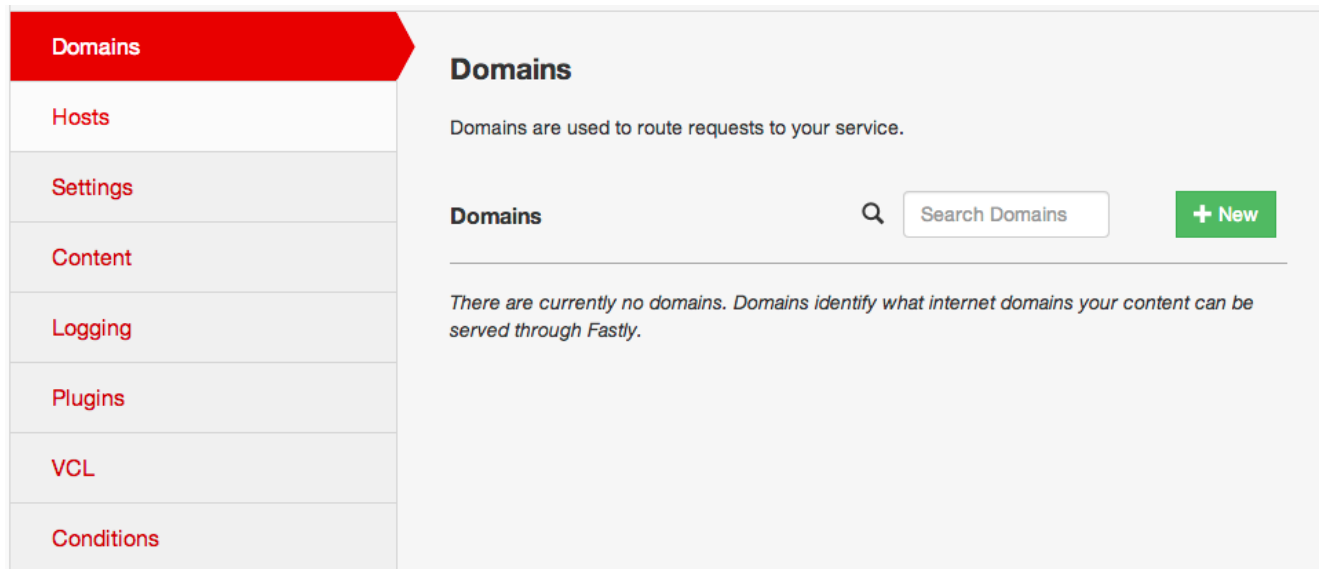 Domains
Hosts
Settings
Content
Logging
Plugins
VCL
Conditions
Domains
Domains are used to route requests to your service.
Domains
Search Domains
+ New
There are currently no domains. Domains identify what internet domains your content can be
served through Fastly.